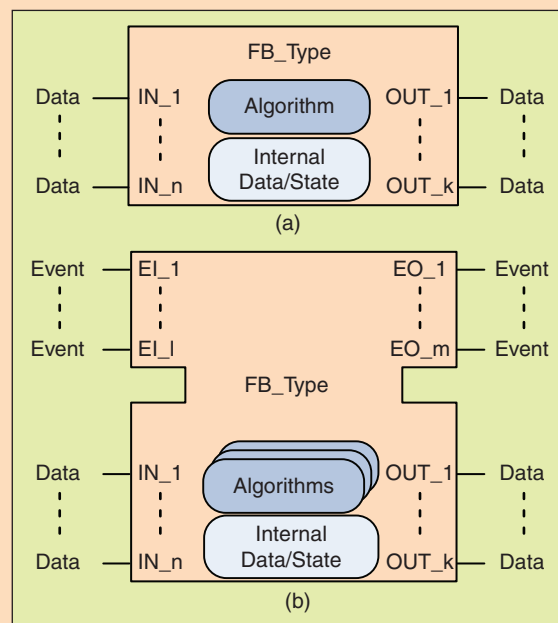 FB_Type
Data IN_1 Algorithm OUT_1 Data
Internal
Data/State
Data IN_n OUT_k Data
(a)
Event EI_1 EO_1 Event
Event EI_l EO_m Event
FB_Type
Data IN_1 OUT_1 Data
Algorithms
Internal
Data/State
Data IN_n OUT_k Data
(b)